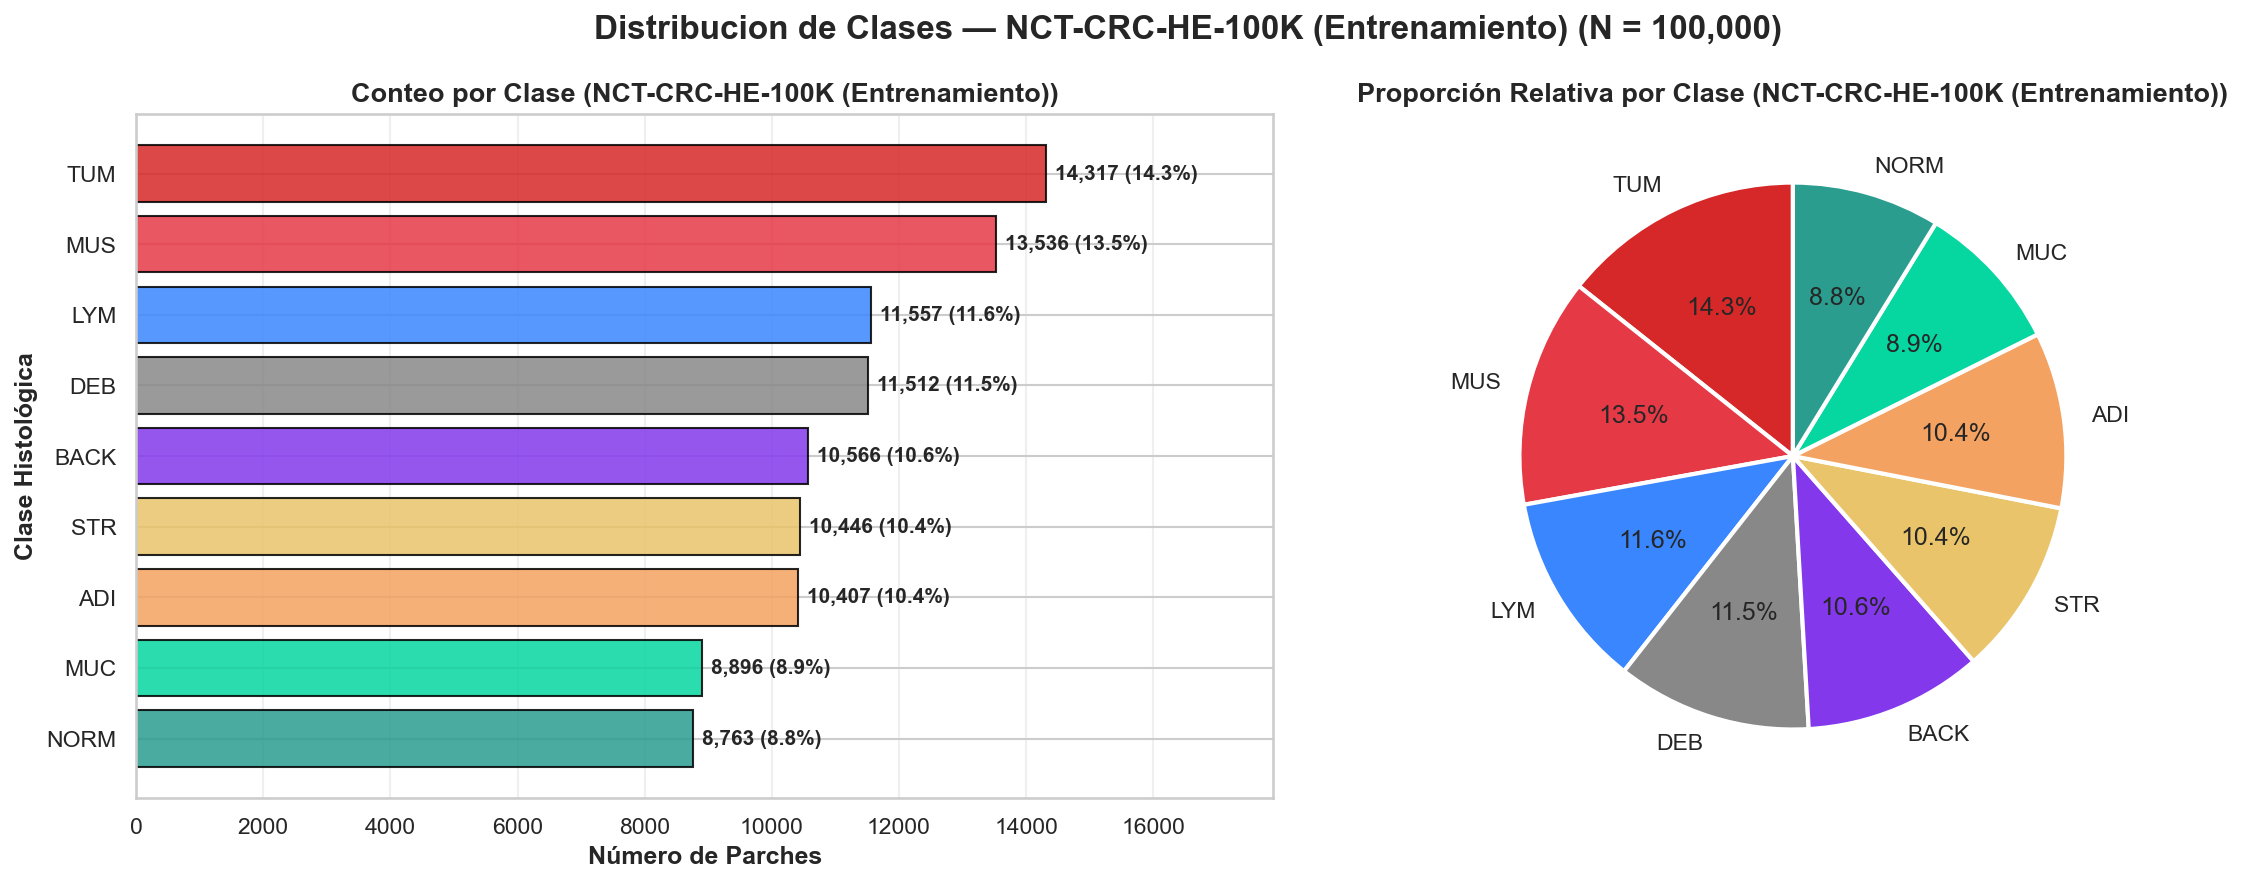 Distribucion de Clases — NCT-CRC-HE-100K (Entrenamiento) (N = 100,000)
Conteo por Clase (NCT-CRC-HE-100K (Entrenamiento))
Clase Histológica
TUM
14,317 (14.3%)
MUS
13,536 (13.5%)
LYM
11,557 (11.6%)
DEB
11,512 (11.5%)
BACK
10,566 (10.6%)
STR
10,446 (10.4%)
ADI
10,407 (10.4%)
MUC
8,896 (8.9%)
NORM
8,763 (8.8%)
0 2000 4000 6000 8000 10000 12000 14000 16000
Número de Parches
Proporción Relativa por Clase (NCT-CRC-HE-100K (Entrenamiento))
TUM
14.3%
MUS
13.5%
LYM
11.6%
DEB
11.5%
BACK
10.6%
STR
10.4%
ADI
10.4%
MUC
8.9%
NORM
8.8%